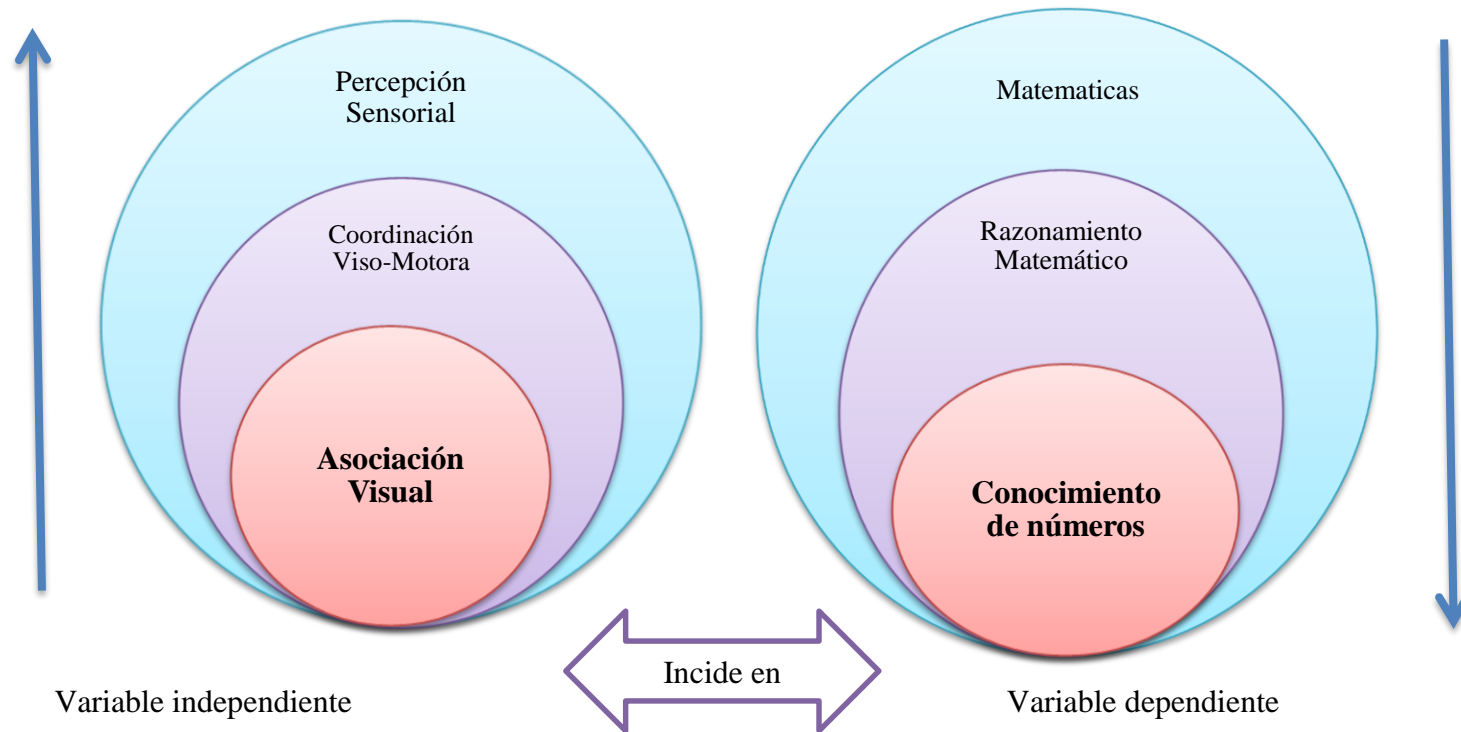 Percepción
Sensorial
Coordinación
Viso-Motora
Asociación
Visual
Matematicas
Razonamiento
Matemático
Conocimiento
de números
Incide en
Variable independiente
Variable dependiente